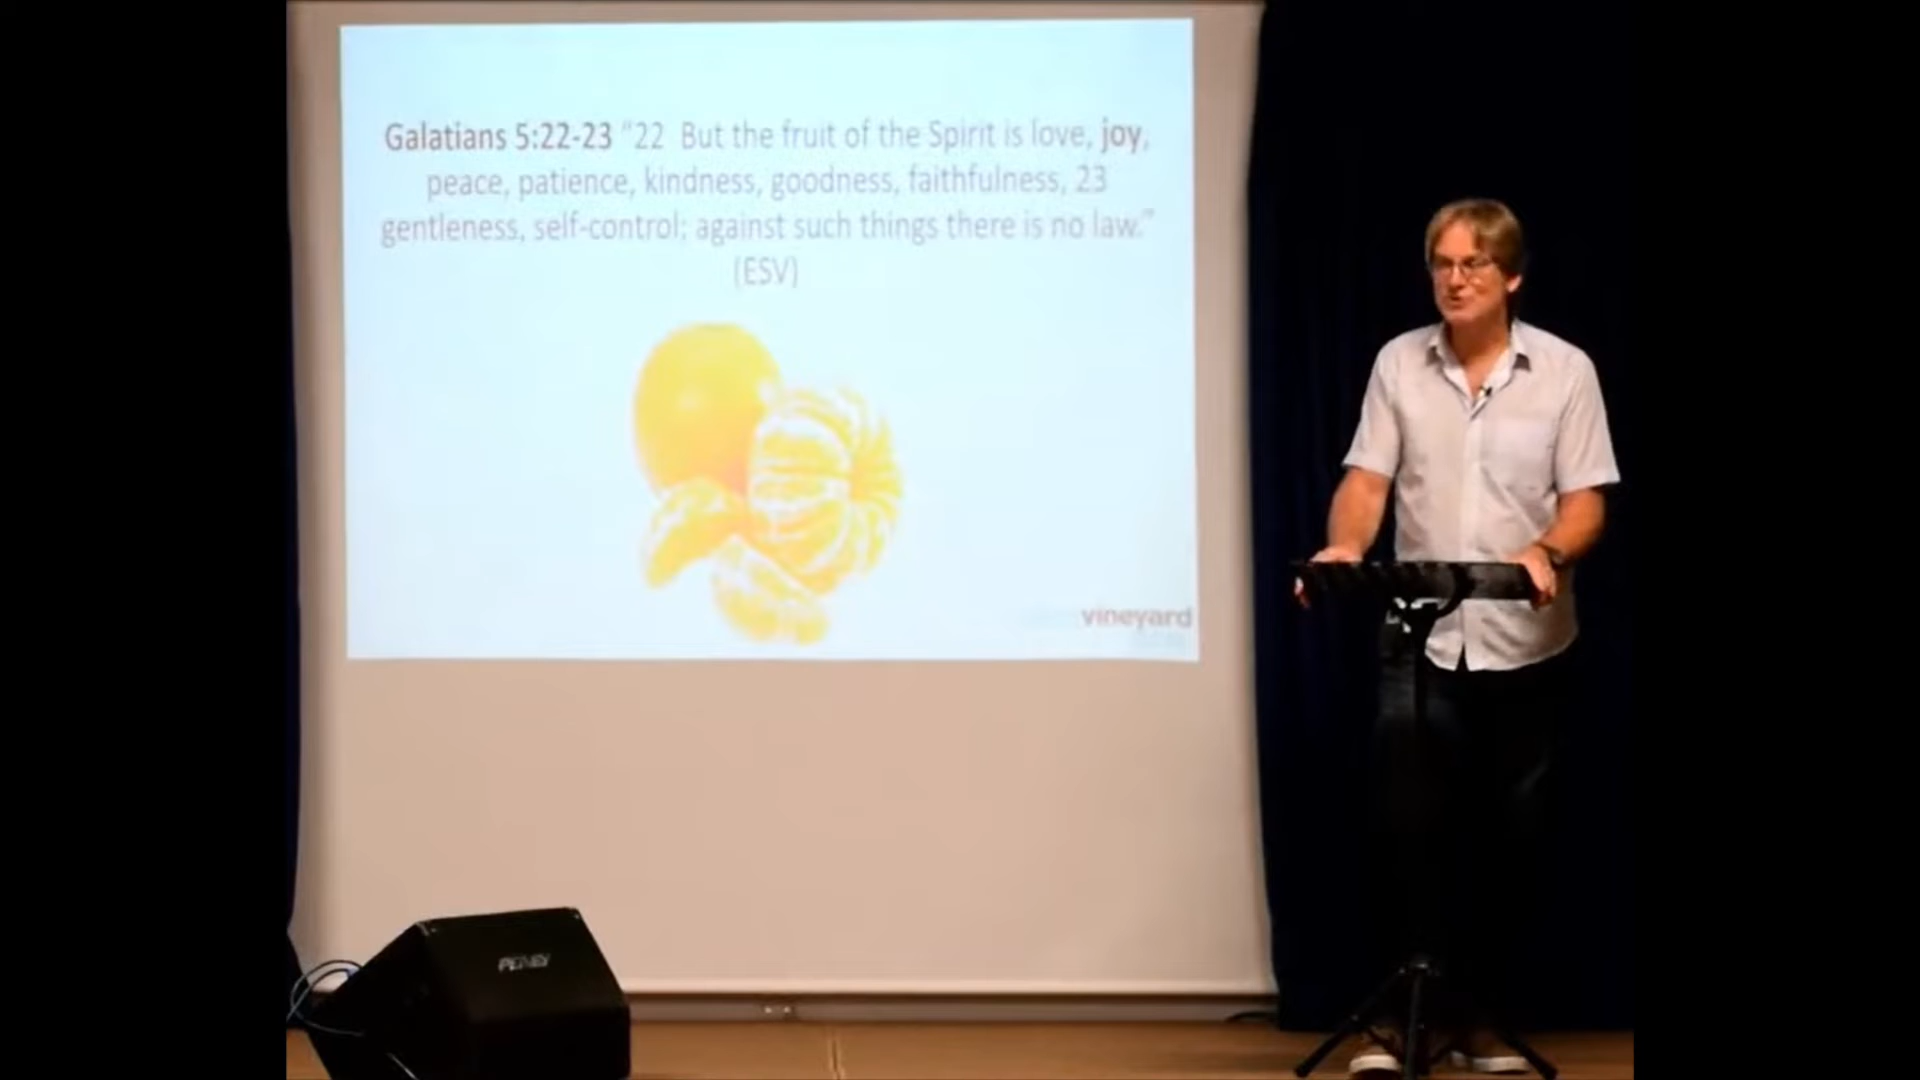 Galatians 5:22-23 “22 But the fruit of the Spirit is love, joy,
peace, patience, kindness, goodness, faithfulness, 23
gentleness, self-control; against such things there is no law.”
(ESV)
vineyard
PEAVEY